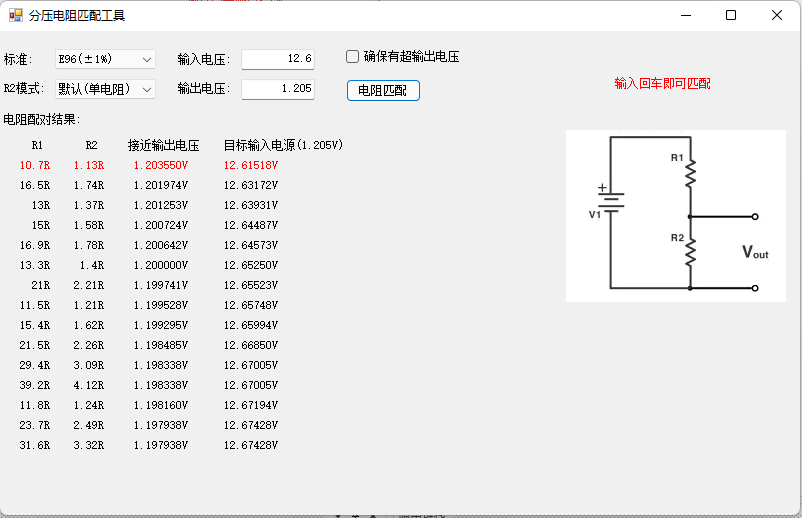 分压电阻匹配工具
标准: E96(±1%) 输入电压: 12.6 确保有超输出电压
R2模式: 默认(单电阻) 输出电压: 1.205 电阻匹配
输入回车即可匹配
电阻配对结果:
R1 R2 接近输出电压 目标输入电源(1.205V)
10.7R 1.13R 1.203550V 12.61518V
16.5R 1.74R 1.201974V 12.63172V
13R 1.37R 1.201253V 12.63931V
15R 1.58R 1.200724V 12.64487V
16.9R 1.78R 1.200642V 12.64573V
13.3R 1.4R 1.200000V 12.65250V
21R 2.21R 1.199741V 12.65523V
11.5R 1.21R 1.199528V 12.65748V
15.4R 1.62R 1.199295V 12.65994V
21.5R 2.26R 1.198485V 12.66850V
29.4R 3.09R 1.198338V 12.67005V
39.2R 4.12R 1.198338V 12.67005V
11.8R 1.24R 1.198160V 12.67194V
23.7R 2.49R 1.197938V 12.67428V
31.6R 3.32R 1.197938V 12.67428V
R1
+
V1
R2
Vout